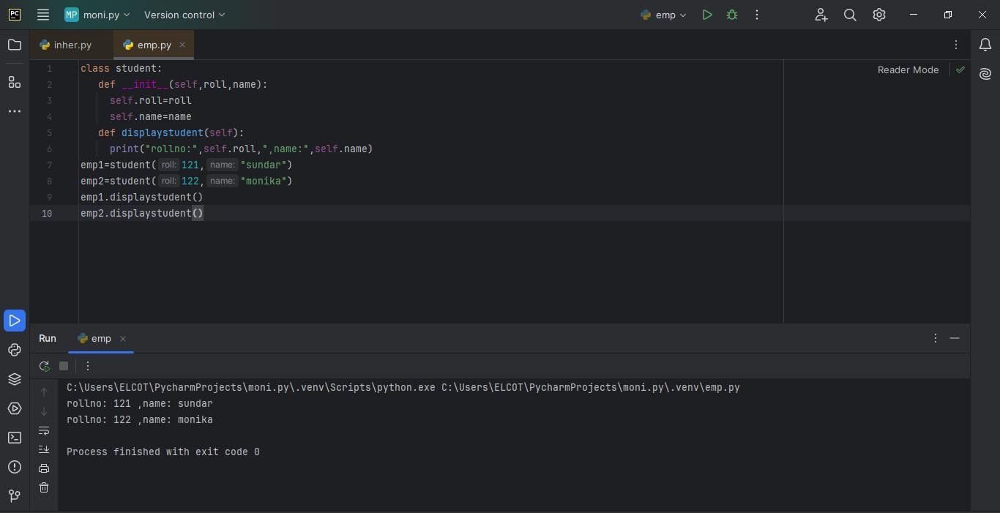 PC MP moni.py Version control emp
inher.py emp.py
Reader Mode
1 class student:
2 def __init__(self,roll,name):
3 self.roll=roll
4 self.name=name
5 def displaystudent(self):
6 print("rollno:",self.roll,",name:",self.name)
7 emp1=student( roll: 121, name: "sundar")
8 emp2=student( roll: 122, name: "monika")
9 emp1.displaystudent()
10 emp2.displaystudent()
Run emp
C:\Users\ELCOT\PycharmProjects\moni.py\.venv\Scripts\python.exe C:\Users\ELCOT\PycharmProjects\moni.py\.venv\emp.py
rollno: 121 ,name: sundar
rollno: 122 ,name: monika
Process finished with exit code 0